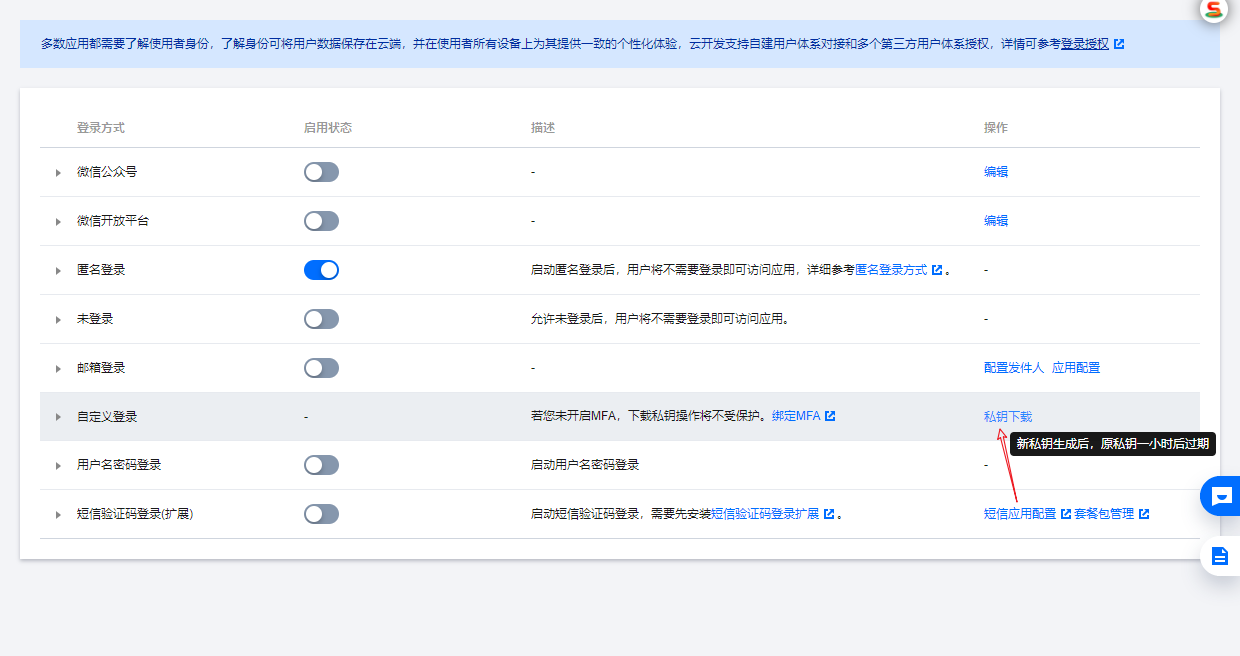 多数应用都需要了解使用者身份，了解身份可将用户数据保存在云端，并在使用者所有设备上为其提供一致的个性化体验，云开发支持自建用户体系对接和多个第三方用户体系授权，详情可参考登录授权
登录方式 启用状态 描述 操作
微信公众号 - 编辑
微信开放平台 - 编辑
匿名登录 启动匿名登录后，用户将不需要登录即可访问应用，详细参考匿名登录方式。 -
未登录 允许未登录后，用户将不需要登录即可访问应用。 -
邮箱登录 - 配置发件人 应用配置
自定义登录 - 若您未开启MFA，下载私钥操作将不受保护。绑定MFA 私钥下载
新私钥生成后，原私钥一小时后过期
用户名密码登录 启动用户名密码登录 -
短信验证码登录(扩展) 启动短信验证码登录，需要先安装短信验证码登录扩展。 短信应用配置 套餐包管理